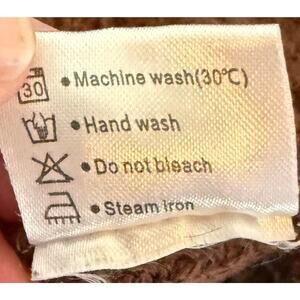 30 • Machine wash(30℃)
• Hand wash
• Do not bleach
• Steam iron